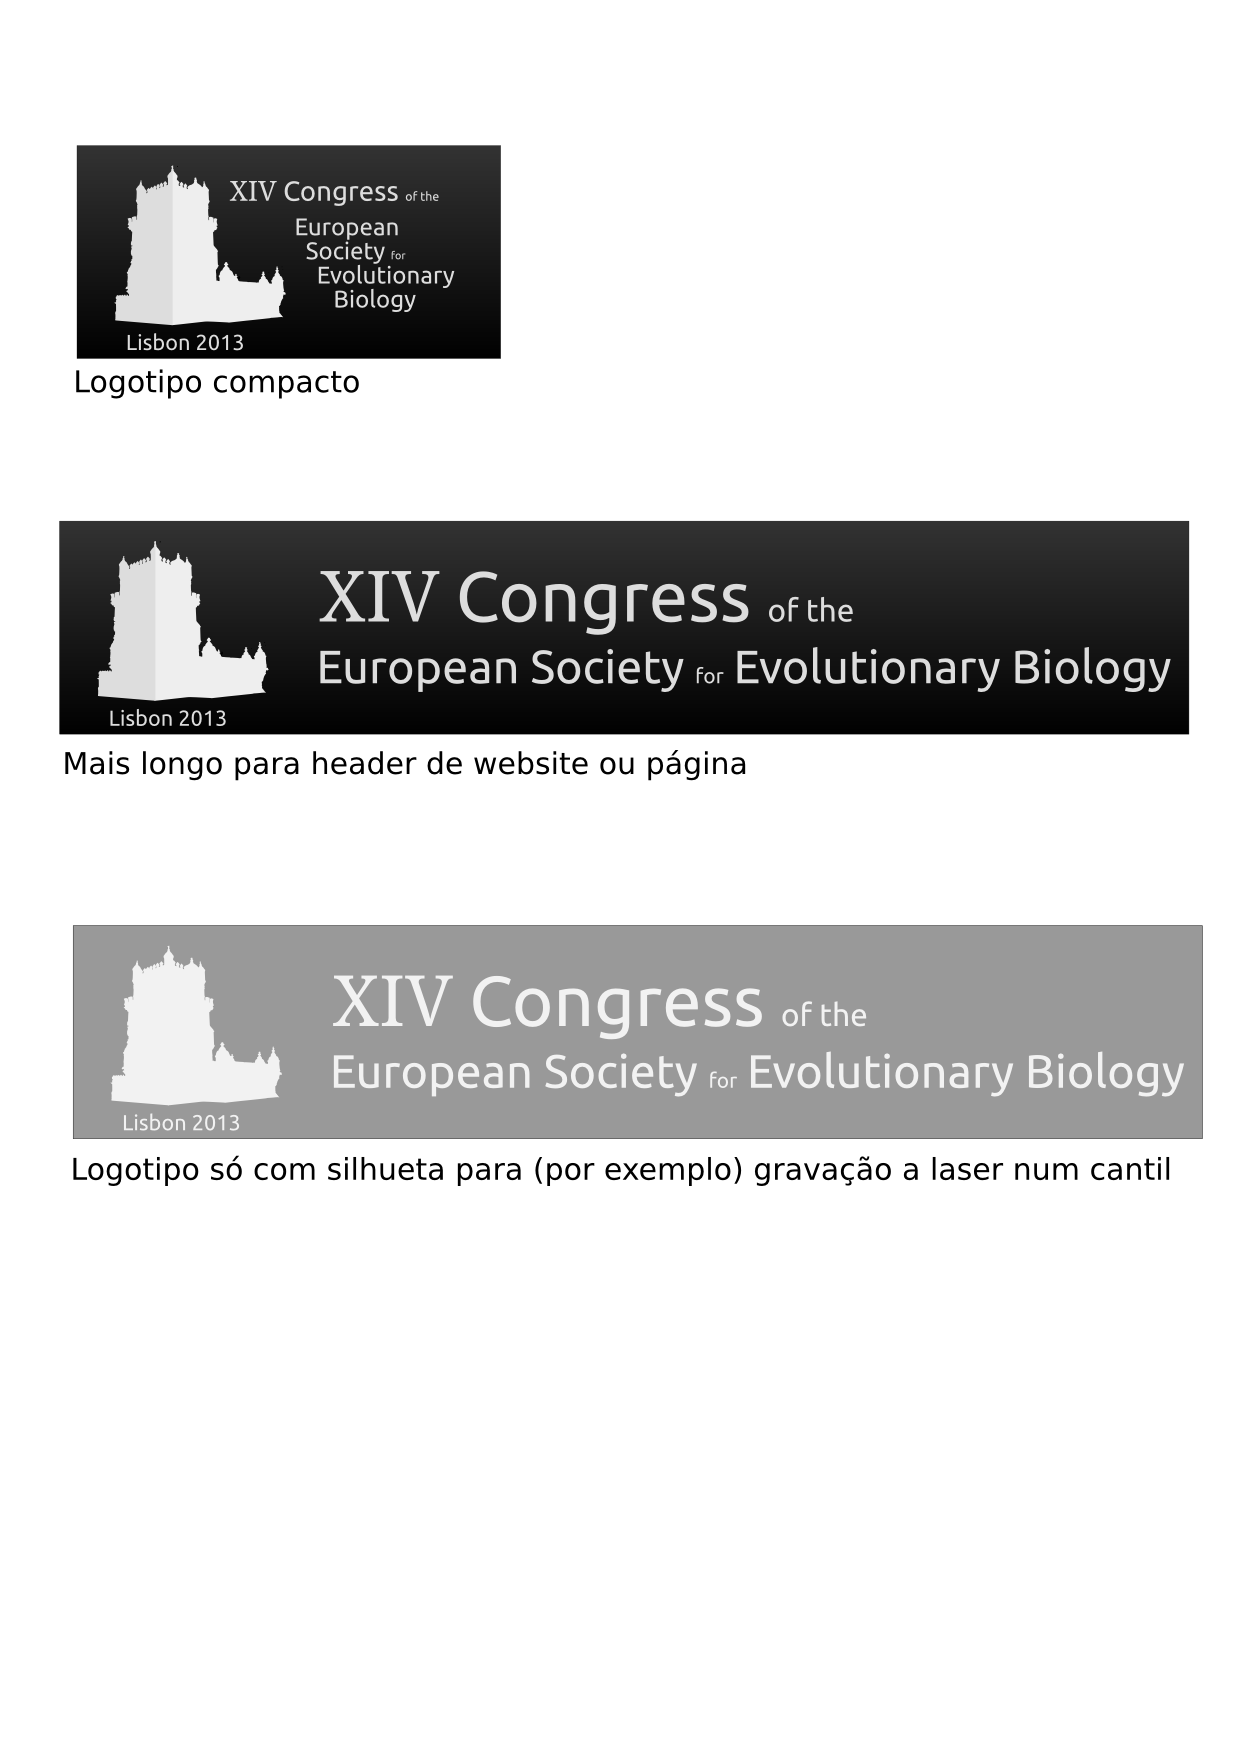 XIV Congress of the
European
Society for
Evolutionary
Biology
Lisbon 2013
Logotipo compacto
XIV Congress of the
European Society for Evolutionary Biology
Lisbon 2013
Mais longo para header de website ou página
XIV Congress of the
European Society for Evolutionary Biology
Lisbon 2013
Logotipo só com silhueta para (por exemplo) gravação a laser num cantil